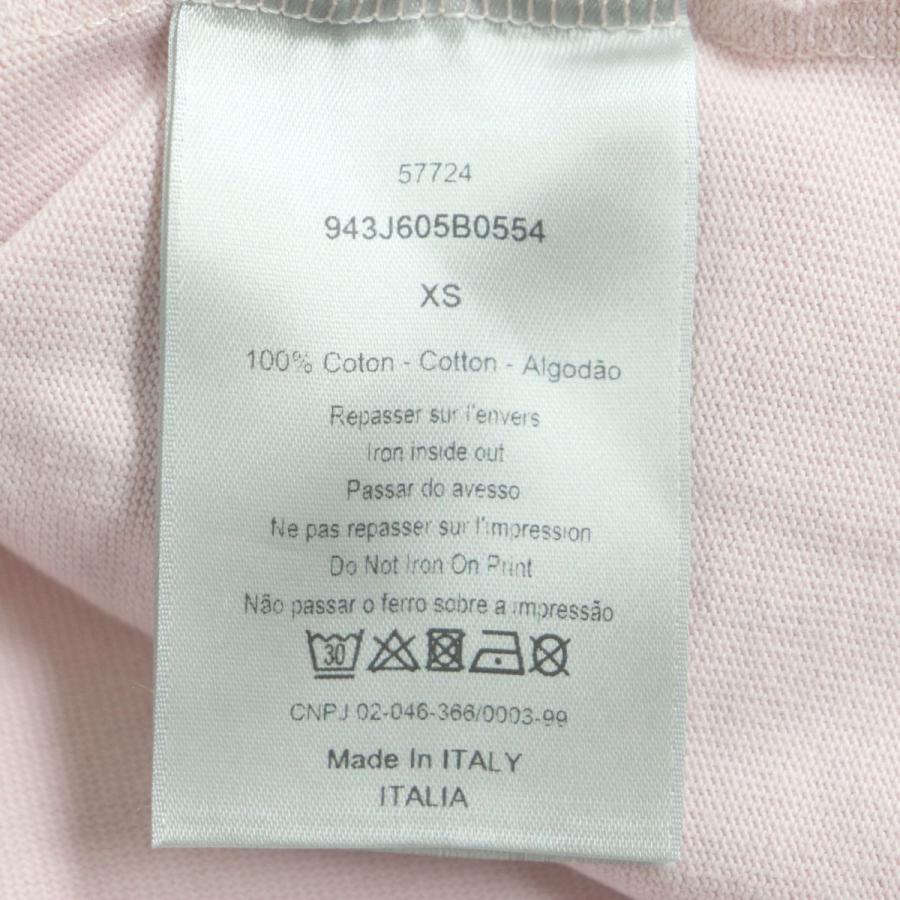 57724
943J605B0554
XS
100% Coton - Cotton - Algodão
Repasser sur l'envers
Iron inside out
Passar do avesso
Ne pas repasser sur l'impression
Do Not Iron On Print
Não passar o ferro sobre a impressão
30
CNPJ 02-046-366/0003-99
Made In ITALY
ITALIA